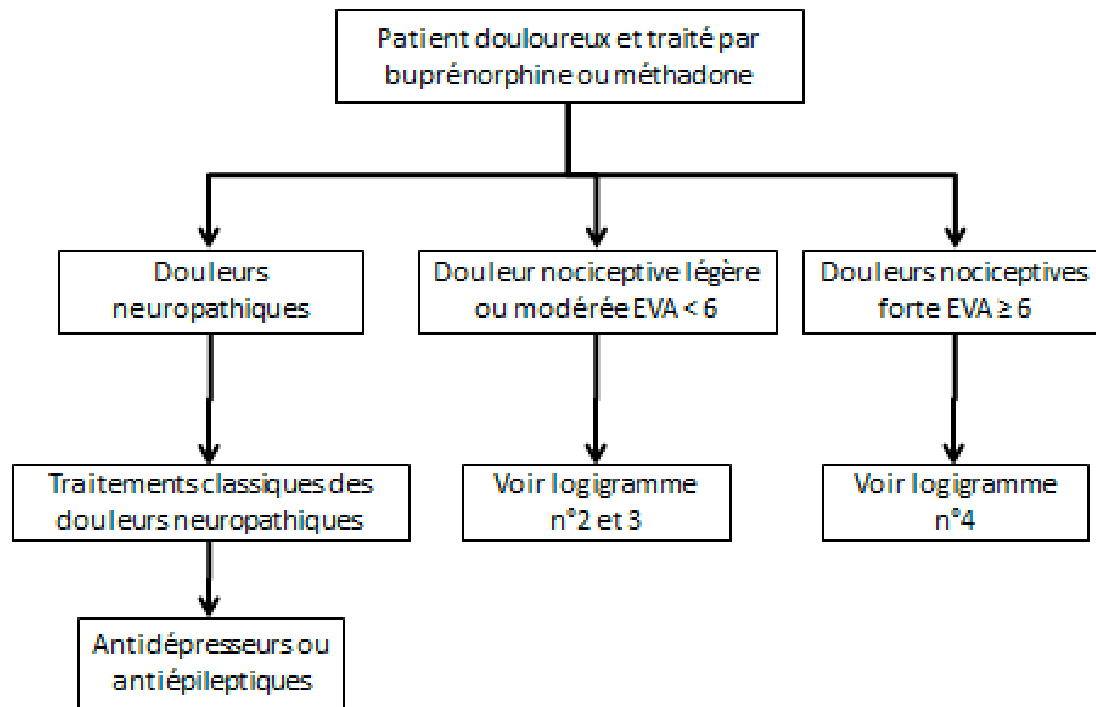 Patient douloureux et traité par
buprénorphine ou méthadone
Douleurs
neuropathiques
Douleur nociceptive légère
ou modérée EVA < 6
Douleurs nociceptives
forte EVA ≥ 6
Traitements classiques des
douleurs neuropathiques
Voir logigramme
n°2 et 3
Voir logigramme
n°4
Antidépresseurs ou
antiépileptiques